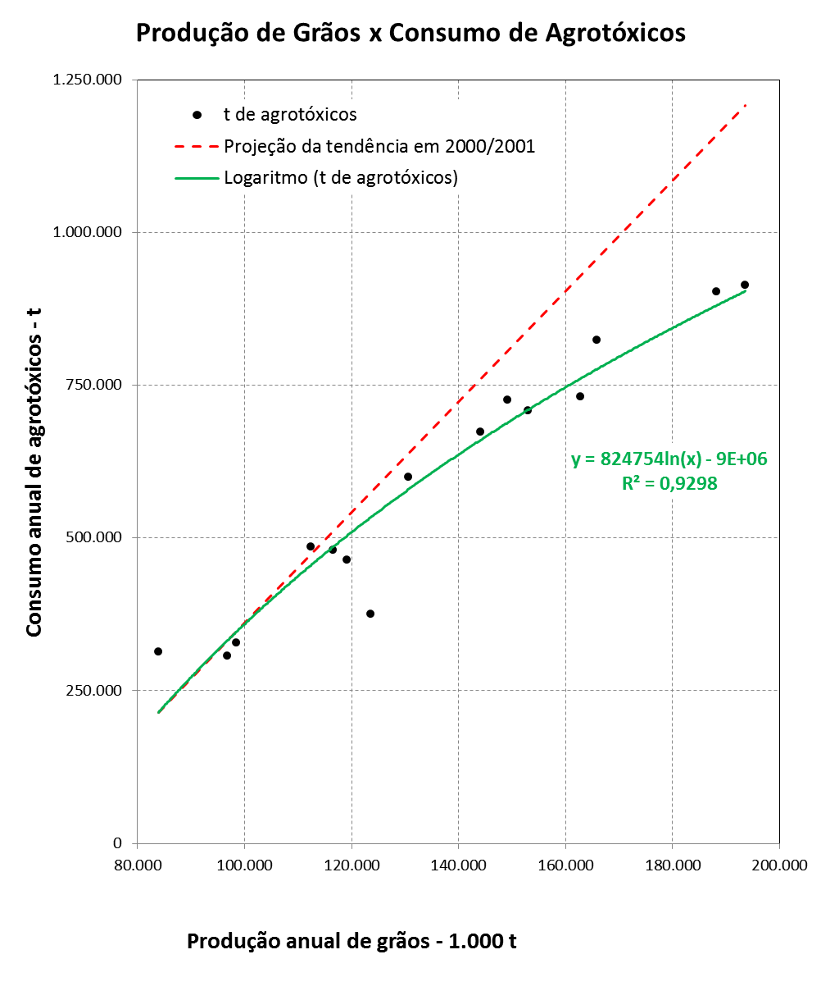 Produção de Grãos x Consumo de Agrotóxicos
1.250.000
t de agrotóxicos
Projeção da tendência em 2000/2001
Logaritmo (t de agrotóxicos)
1.000.000
750.000
y = 824754ln(x) - 9E+06
R² = 0,9298
500.000
250.000
0
Consumo anual de agrotóxicos - t
80.000 100.000 120.000 140.000 160.000 180.000 200.000
Produção anual de grãos - 1.000 t